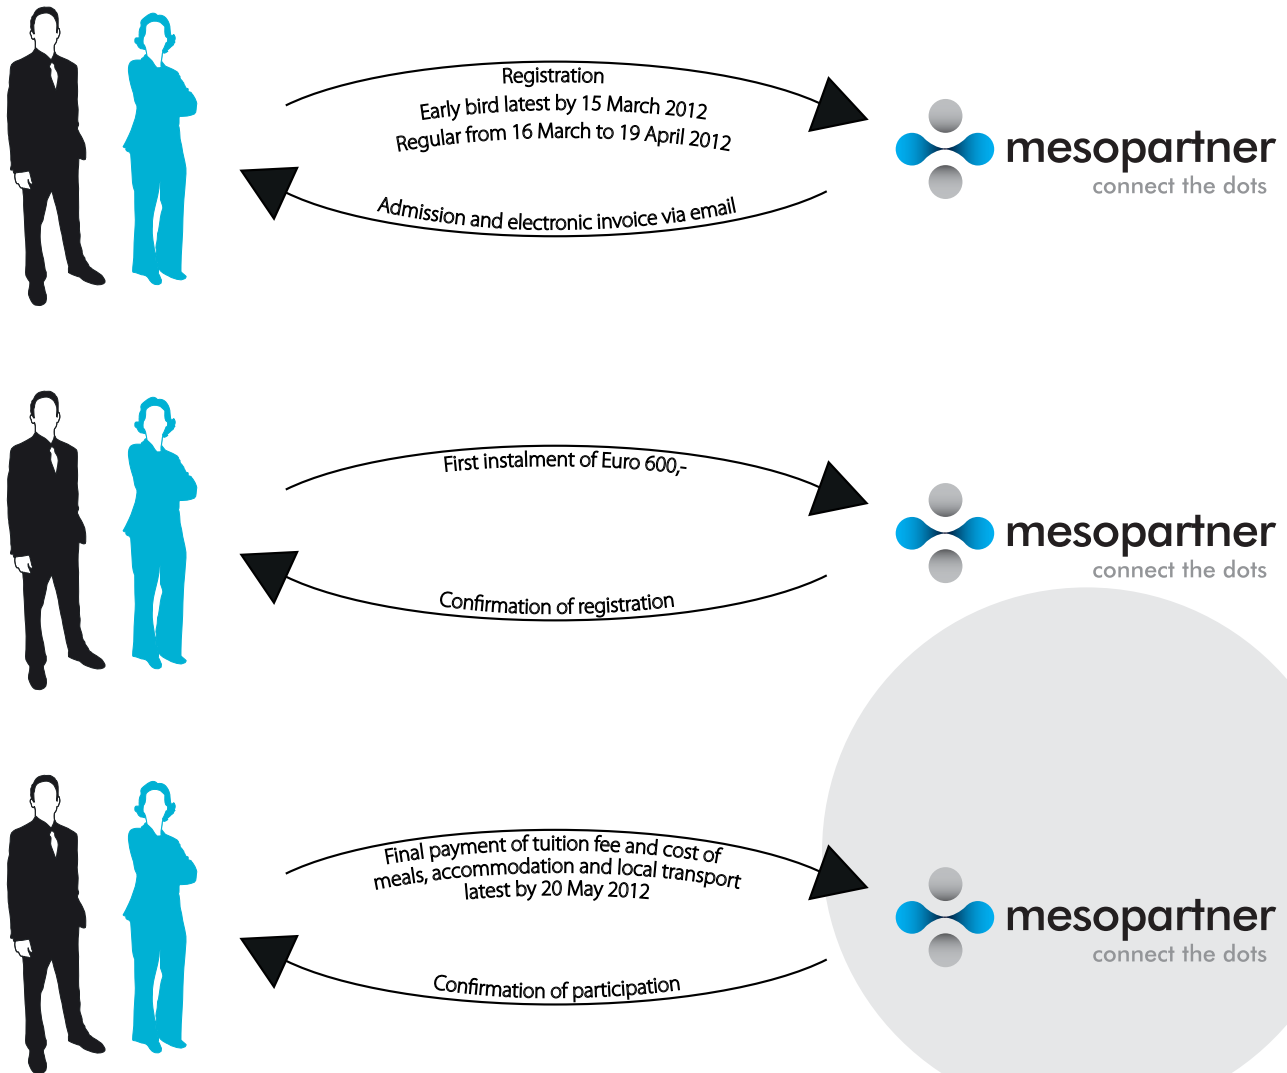 Registration
Early bird latest by 15 March 2012
Regular from 16 March to 19 April 2012
Admission and electronic invoice via email
mesopartner
connect the dots
First instalment of Euro 600,-
Confirmation of registration
mesopartner
connect the dots
Final payment of tuition fee and cost of
meals, accommodation and local transport
latest by 20 May 2012
Confirmation of participation
mesopartner
connect the dots